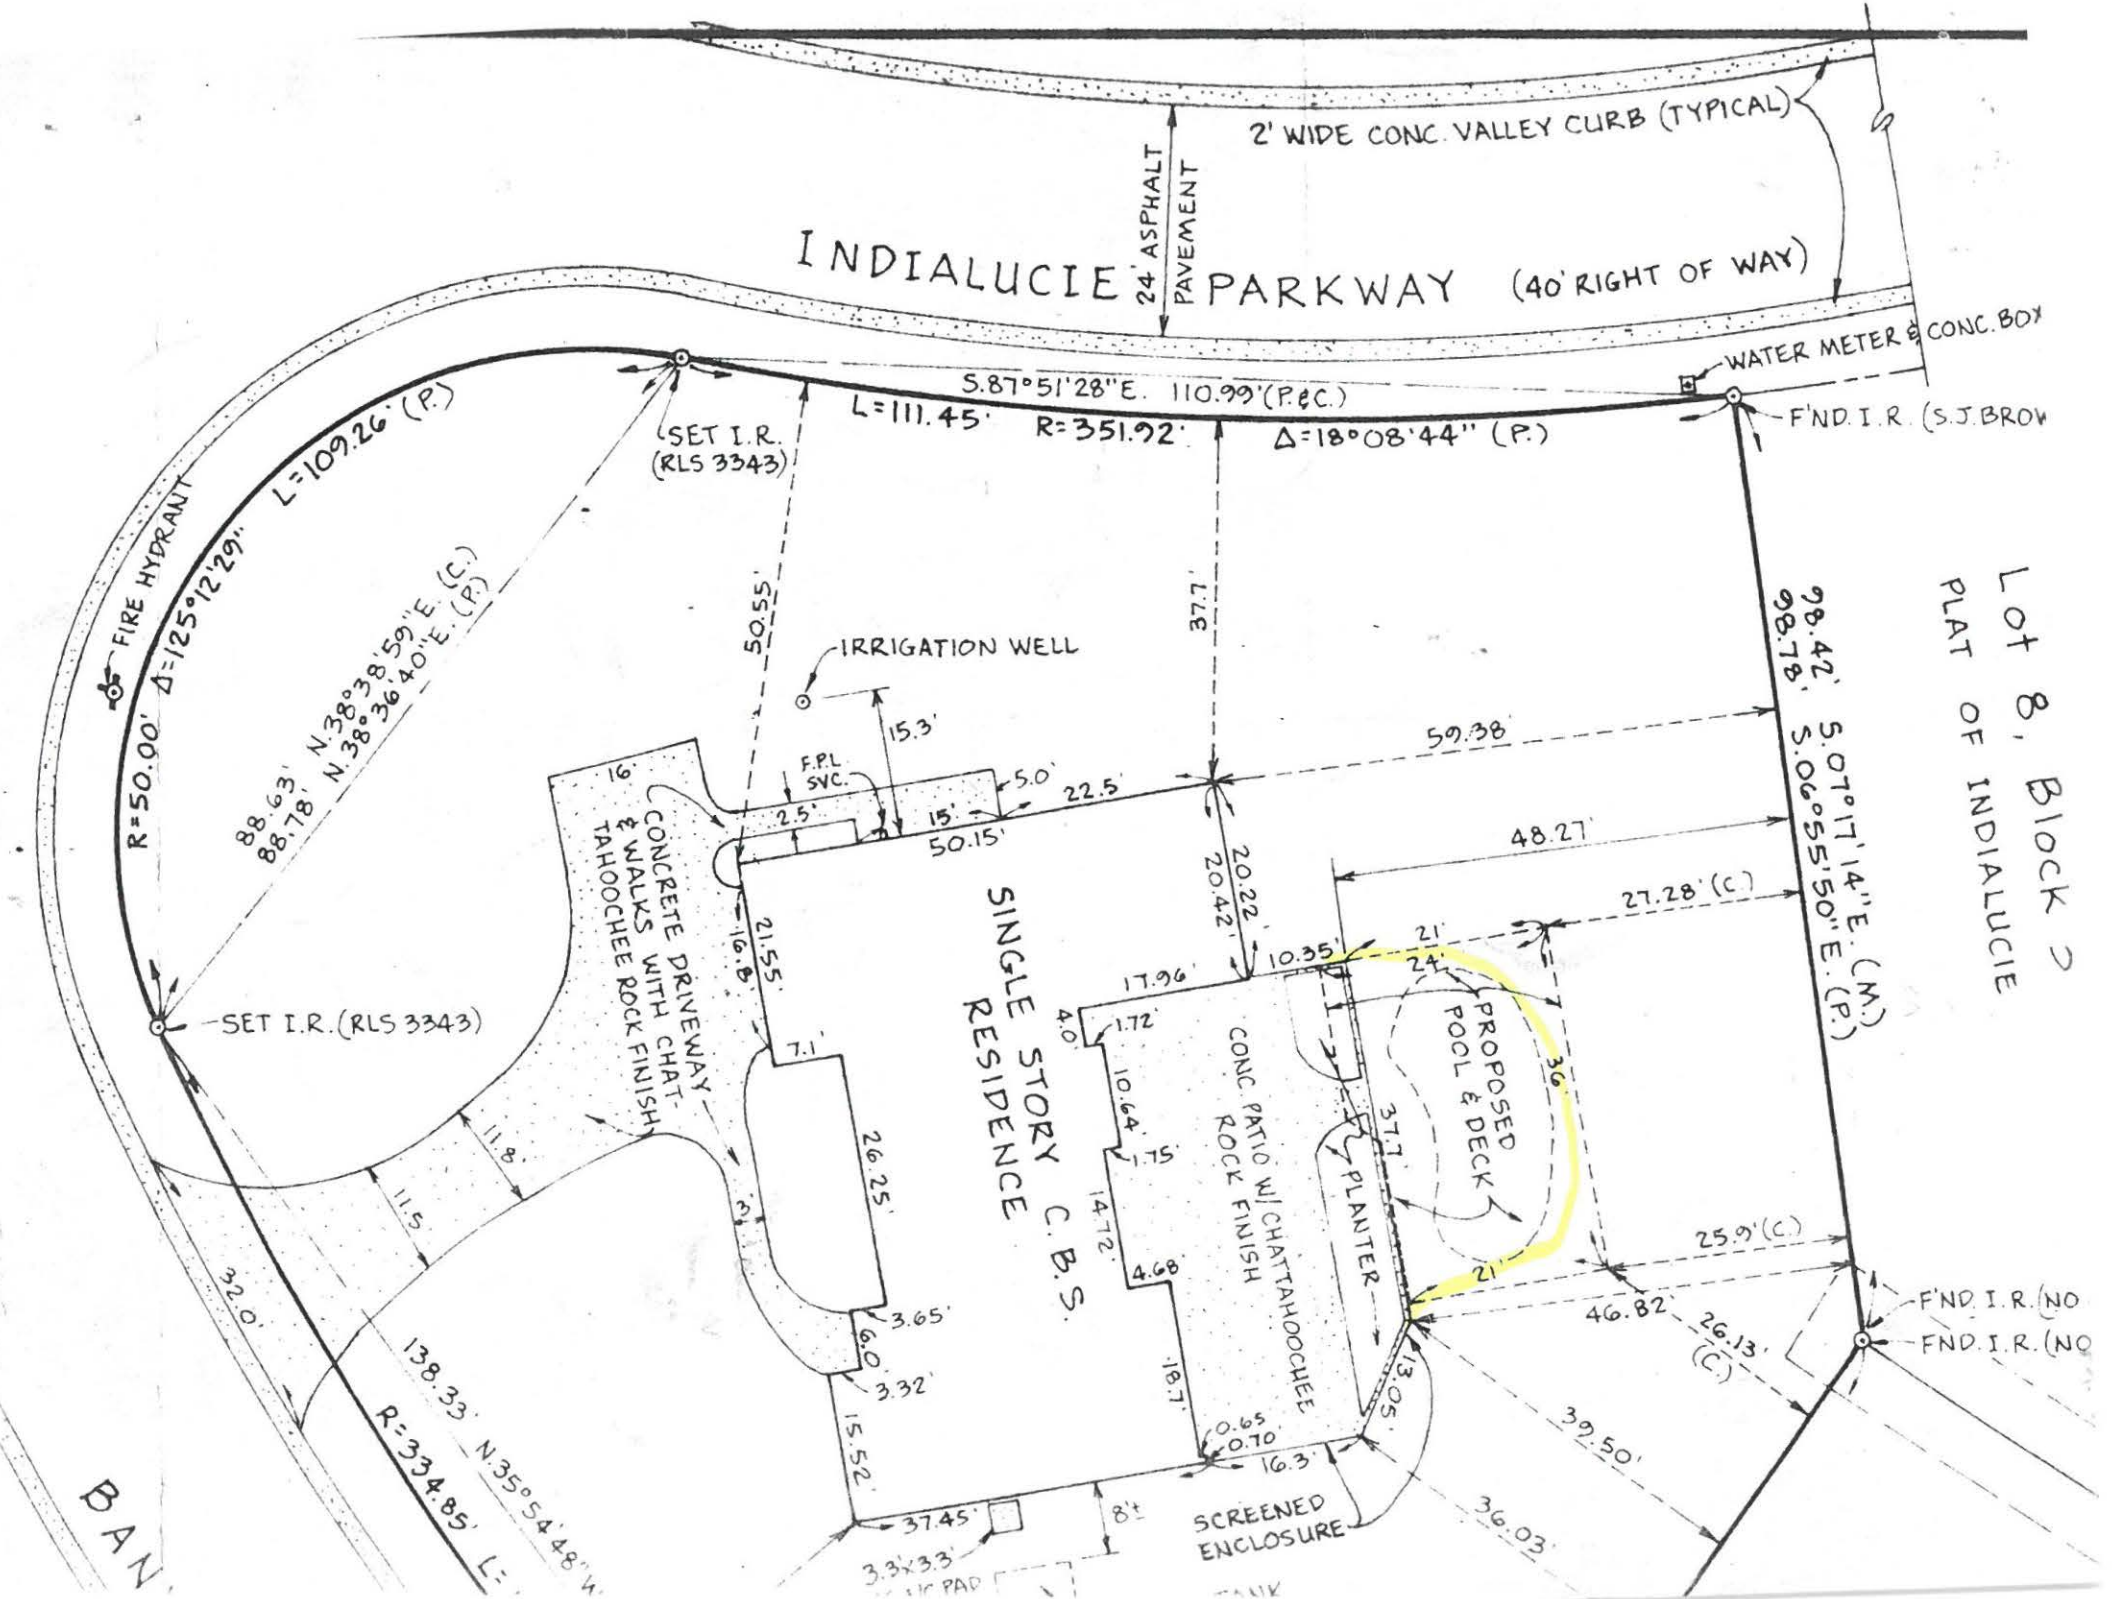 2' WIDE CONC. VALLEY CURB (TYPICAL)
24' ASPHALT
PAVEMENT
INDIALUCIE PARKWAY (40' RIGHT OF WAY)
WATER METER & CONC. BOX
S.87°51'28"E. 110.99'(P.&C.)
L=111.45' R=351.92' Δ=18°08'44" (P.)
F'ND. I.R. (S.J. BROW
SET I.R.
(RLS 3343)
L=109.26' (P.)
Δ=125°12'29"
R=50.00'
FIRE HYDRANT
88.63' N.38°38'59"E. (C.)
88.78' N.38°36'40"E. (P.)
50.55'
37.7'
IRRIGATION WELL
15.3'
98.42' S.07°17'14"E. (M.)
98.78' S.06°55'50"E. (P.)
Lot 8, Block
PLAT OF INDIALUCIE
59.38'
48.27'
27.28' (C.)
16'
F.P.L.
SVC.
5.0'
2.5'
15'
22.5'
50.15'
CONCRETE DRIVEWAY
& WALKS WITH CHAT-
TAHOOCHEE ROCK FINISH
20.22'
20.42'
21.55'
16.8'
SINGLE STORY C.B.S.
RESIDENCE
10.35'
17.96'
21'
24'
36'
PROPOSED
POOL & DECK
4.0'
1.72'
10.64'
1.75'
14.72'
4.68'
18.7'
CONC. PATIO W/CHATTAHOOCHEE
ROCK FINISH
PLANTER
37.7'
7.1'
26.25'
3'
3.65'
6.0'
3.32'
15.52'
SET I.R. (RLS 3343)
11.8'
11.5
32.0'
138.33' N.35°54'48"W.
R=334.85' L=
BAN
21'
25.9' (C.)
46.82'
26.13'
(C.)
F'ND. I.R. (NO
FND. I.R. (NO
13.05'
39.50'
36.03'
0.65
0.70'
16.3'
SCREENED
ENCLOSURE
37.45'
8'±
3.3'x3.3'
PAD